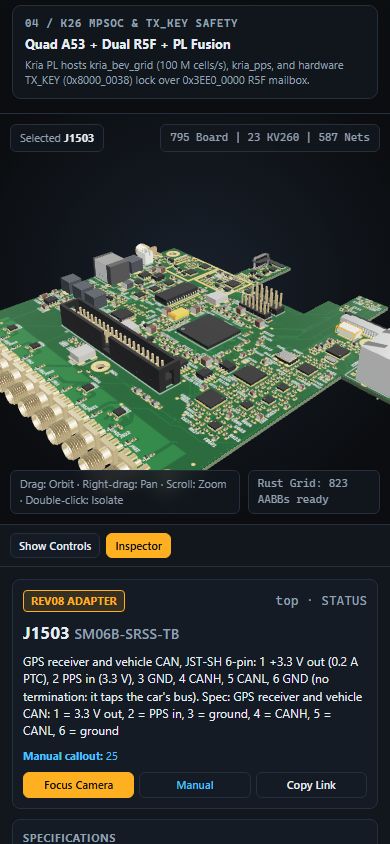 04 / K26 MPSOC & TX_KEY SAFETY
Quad A53 + Dual R5F + PL Fusion
Kria PL hosts kria_bev_grid (100 M cells/s), kria_pps, and hardware
TX_KEY (0x8000_0038) lock over 0x3EE0_0000 R5F mailbox.
Selected J1503
795 Board | 23 KV260 | 587 Nets
Drag: Orbit · Right-drag: Pan · Scroll: Zoom
· Double-click: Isolate
Rust Grid: 823
AABBs ready
Show Controls
Inspector
REV08 ADAPTER
top · STATUS
J1503 SM06B-SRSS-TB
GPS receiver and vehicle CAN, JST-SH 6-pin: 1 +3.3 V out (0.2 A
PTC), 2 PPS in (3.3 V), 3 GND, 4 CANH, 5 CANL, 6 GND (no
termination: it taps the car's bus). Spec: GPS receiver and vehicle
CAN: 1 = 3.3 V out, 2 = PPS in, 3 = ground, 4 = CANH, 5 =
CANL, 6 = ground
Manual callout: 25
Focus Camera
Manual
Copy Link
SPECIFICATIONS